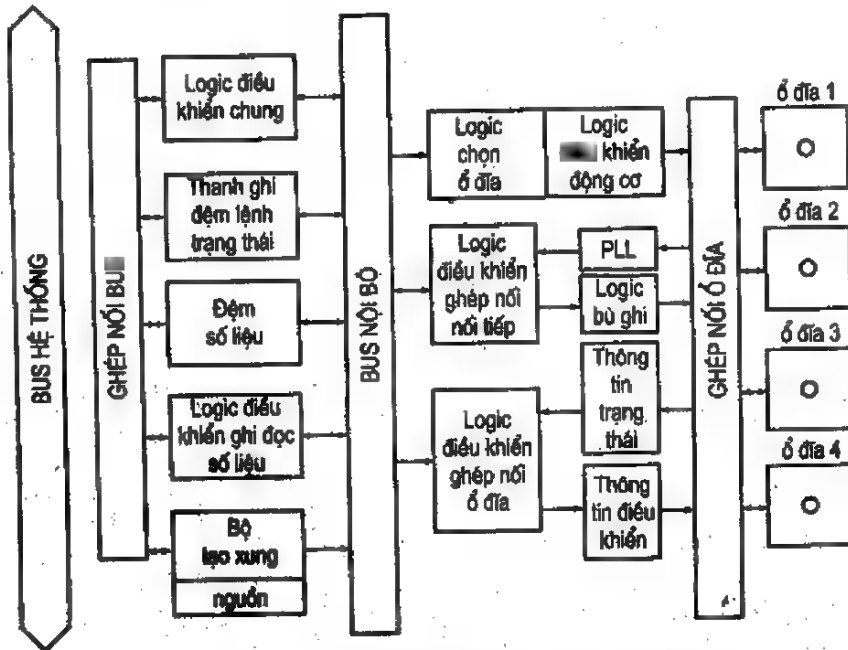 BUS HỆ THỐNG
GHÉP NỐI
Logic điều
khiển chung
Thanh ghi
đệm lệnh
trạng thái
Đệm
số liệu
Logic điều
khiển ghi đọc
số liệu
Bộ
tạo xung
nguồn
BUS NỘI BỘ
Logic
chọn
ổ đĩa
Logic
khiển
động cơ
Logic
điều khiển
ghép nối
nối tiếp
PLL
Logic
bù ghi
Logic
điều khiển
ghép nối
ổ đĩa
Thông
tin
trạng
thái
Thông
tin điều
khiển
GHÉP NỐI Ổ ĐĨA
ổ đĩa 1
ổ đĩa 2
ổ đĩa 3
ổ đĩa 4